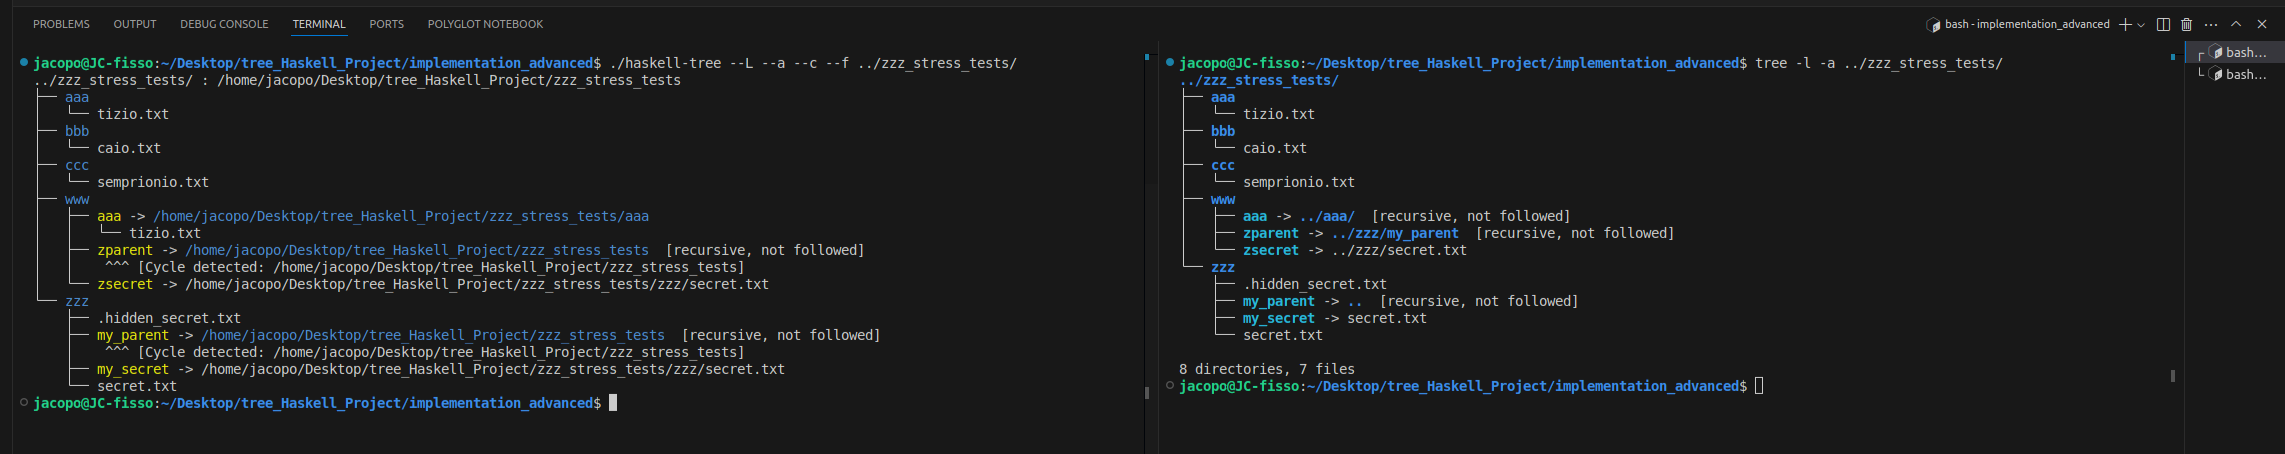 PROBLEMS OUTPUT DEBUG CONSOLE TERMINAL PORTS POLYGLOT NOTEBOOK
bash - implementation_advanced
jacopo@JC-fisso:~/Desktop/tree_Haskell_Project/implementation_advanced$ ./haskell-tree --L --a --c --f ../zzz_stress_tests/
../zzz_stress_tests/ : /home/jacopo/Desktop/tree_Haskell_Project/zzz_stress_tests
├── aaa
│   └── tizio.txt
├── bbb
│   └── caio.txt
├── ccc
│   └── semprionio.txt
├── www
│   ├── aaa -> /home/jacopo/Desktop/tree_Haskell_Project/zzz_stress_tests/aaa
│   │   └── tizio.txt
│   ├── zparent -> /home/jacopo/Desktop/tree_Haskell_Project/zzz_stress_tests  [recursive, not followed]
│   │    ^^^ [Cycle detected: /home/jacopo/Desktop/tree_Haskell_Project/zzz_stress_tests]
│   └── zsecret -> /home/jacopo/Desktop/tree_Haskell_Project/zzz_stress_tests/zzz/secret.txt
└── zzz
    ├── .hidden_secret.txt
    ├── my_parent -> /home/jacopo/Desktop/tree_Haskell_Project/zzz_stress_tests  [recursive, not followed]
    │    ^^^ [Cycle detected: /home/jacopo/Desktop/tree_Haskell_Project/zzz_stress_tests]
    ├── my_secret -> /home/jacopo/Desktop/tree_Haskell_Project/zzz_stress_tests/zzz/secret.txt
    └── secret.txt
jacopo@JC-fisso:~/Desktop/tree_Haskell_Project/implementation_advanced$
jacopo@JC-fisso:~/Desktop/tree_Haskell_Project/implementation_advanced$ tree -l -a ../zzz_stress_tests/
../zzz_stress_tests/
├── aaa
│   └── tizio.txt
├── bbb
│   └── caio.txt
├── ccc
│   └── semprionio.txt
├── www
│   ├── aaa -> ../aaa/  [recursive, not followed]
│   ├── zparent -> ../zzz/my_parent  [recursive, not followed]
│   └── zsecret -> ../zzz/secret.txt
└── zzz
    ├── .hidden_secret.txt
    ├── my_parent -> ..  [recursive, not followed]
    ├── my_secret -> secret.txt
    └── secret.txt
8 directories, 7 files
jacopo@JC-fisso:~/Desktop/tree_Haskell_Project/implementation_advanced$
bash...
bash...